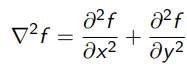 ∇²f = ∂²f/∂x² + ∂²f/∂y²